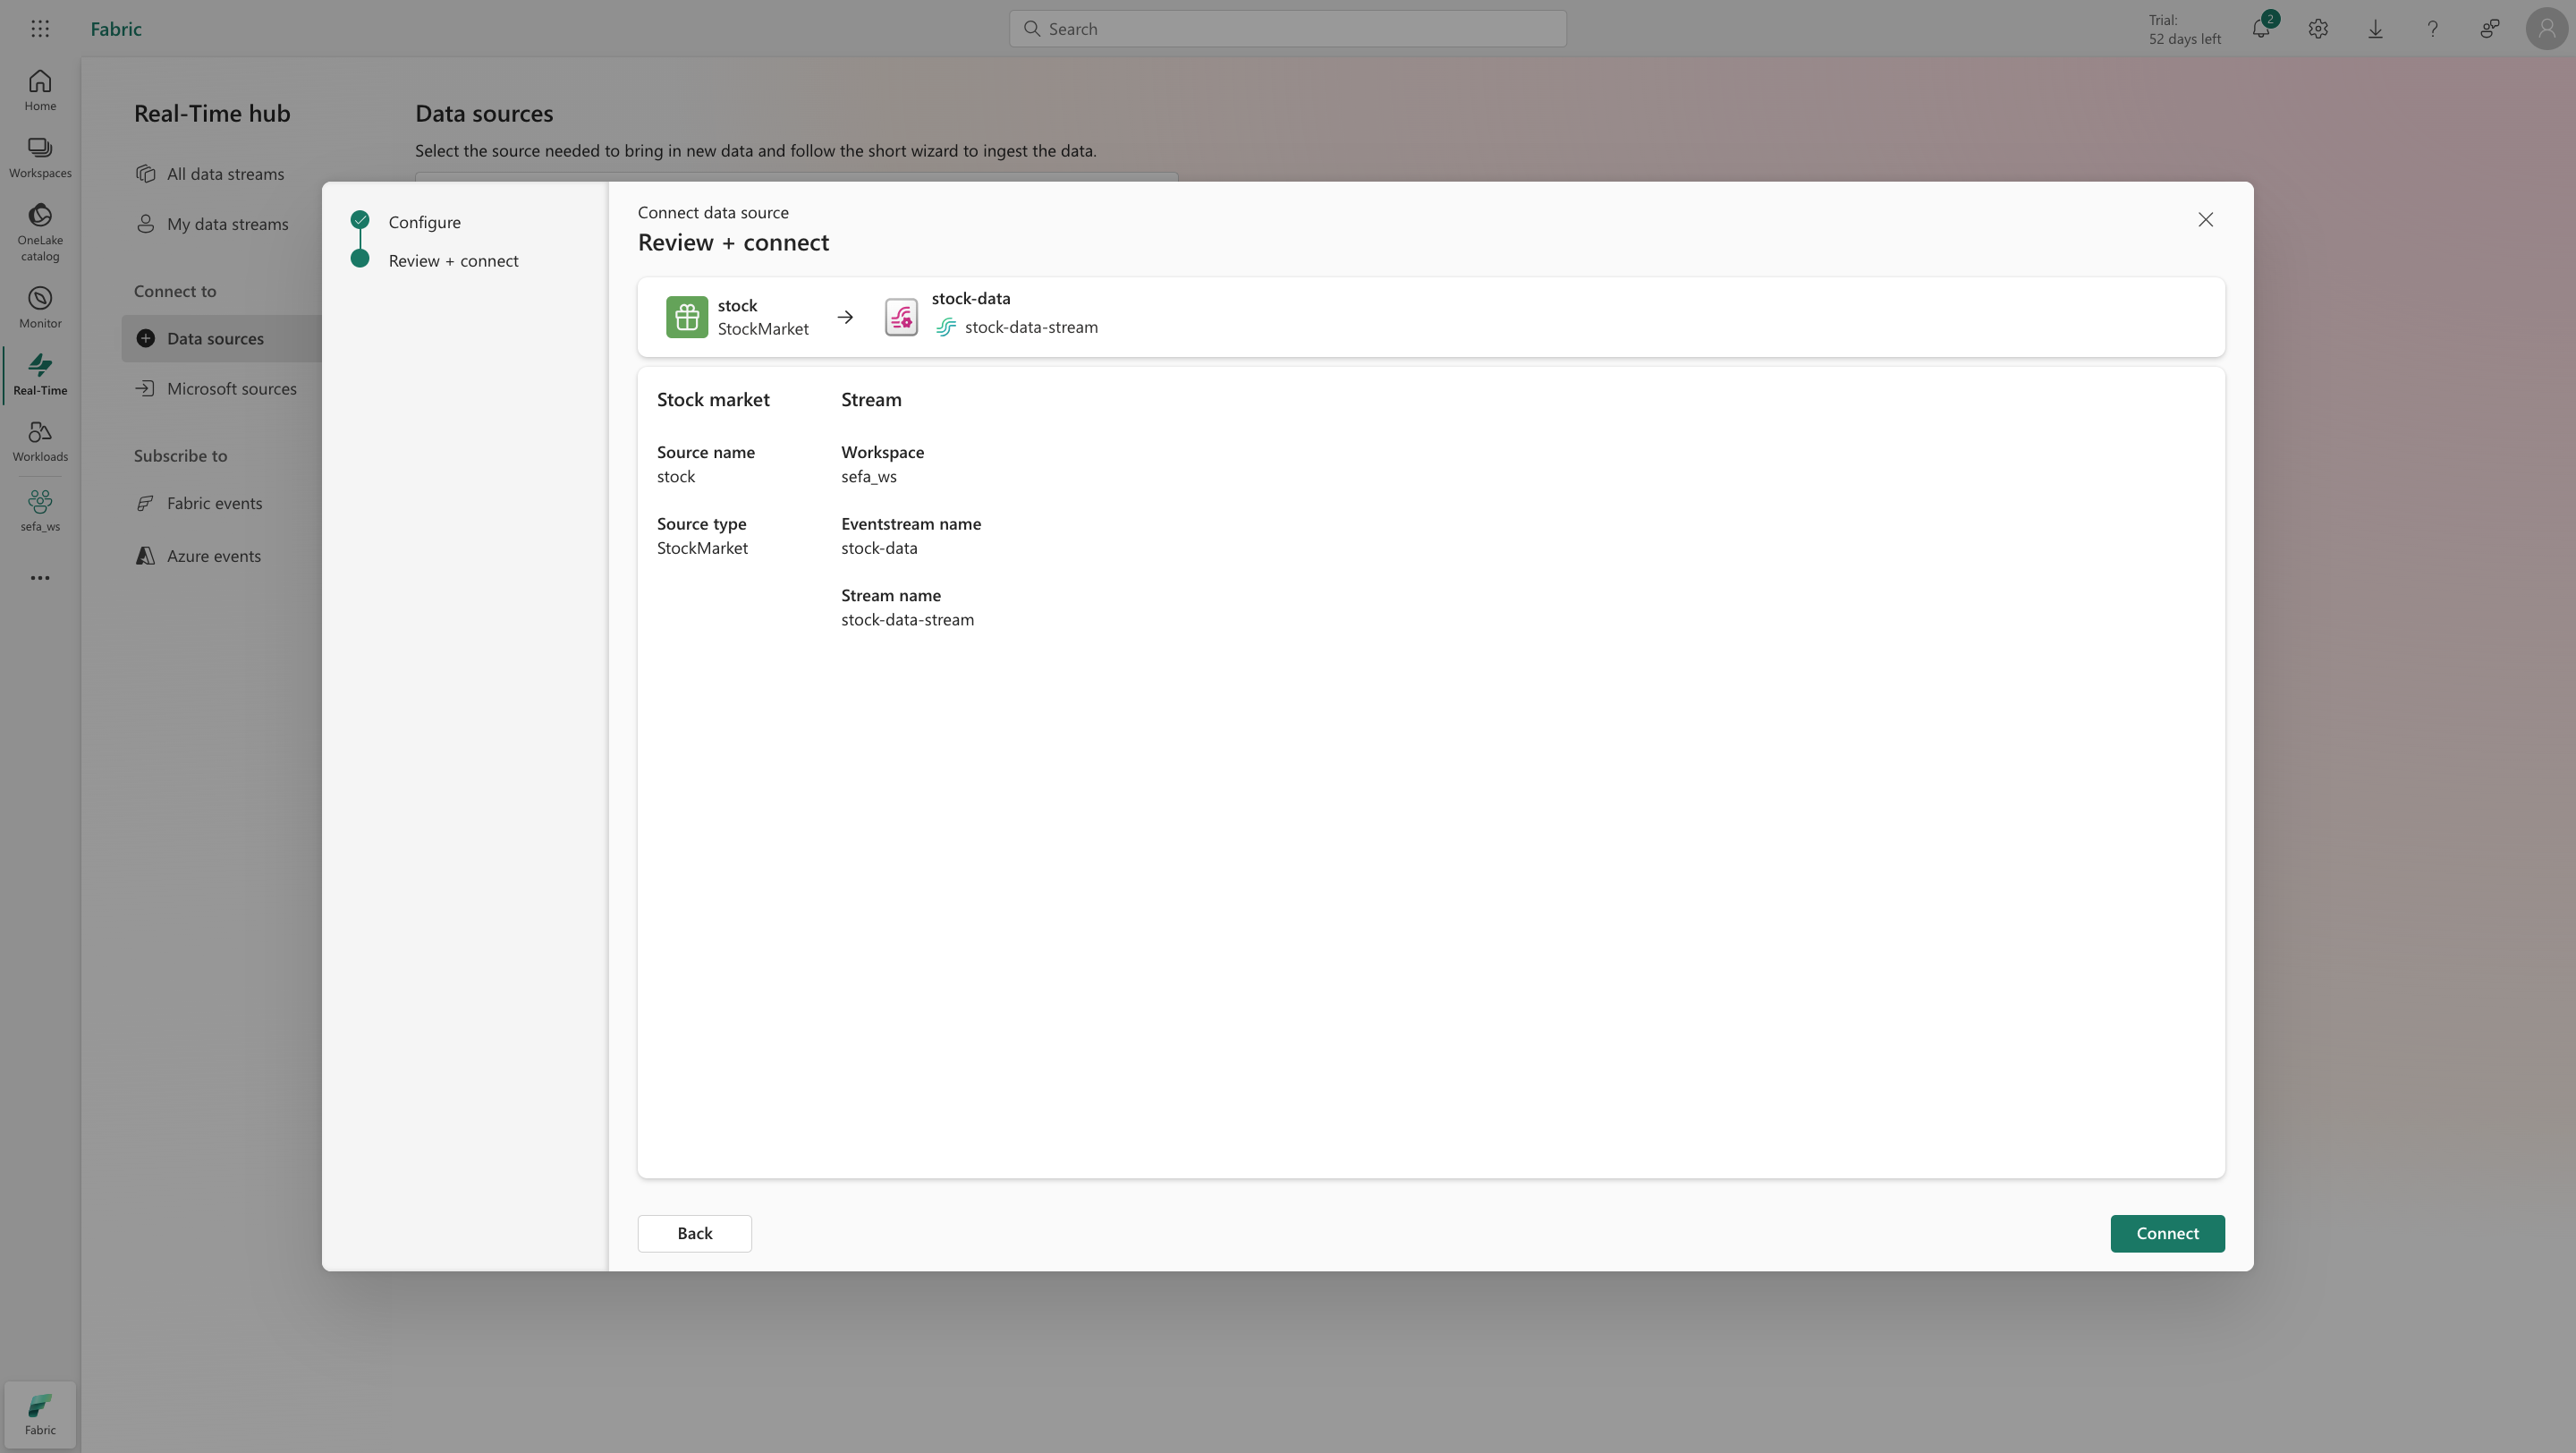 Fabric
Search
Trial:
52 days left
2
Home
Workspaces
OneLake
catalog
Monitor
Real-Time
Workloads
sefa_ws
Fabric
Real-Time hub
All data streams
My data streams
Connect to
Data sources
Microsoft sources
Subscribe to
Fabric events
Azure events
Data sources
Select the source needed to bring in new data and follow the short wizard to ingest the data.
Configure
Review + connect
Connect data source
Review + connect
stock
StockMarket
stock-data
stock-data-stream
Stock market
Source name
stock
Source type
StockMarket
Stream
Workspace
sefa_ws
Eventstream name
stock-data
Stream name
stock-data-stream
Back
Connect